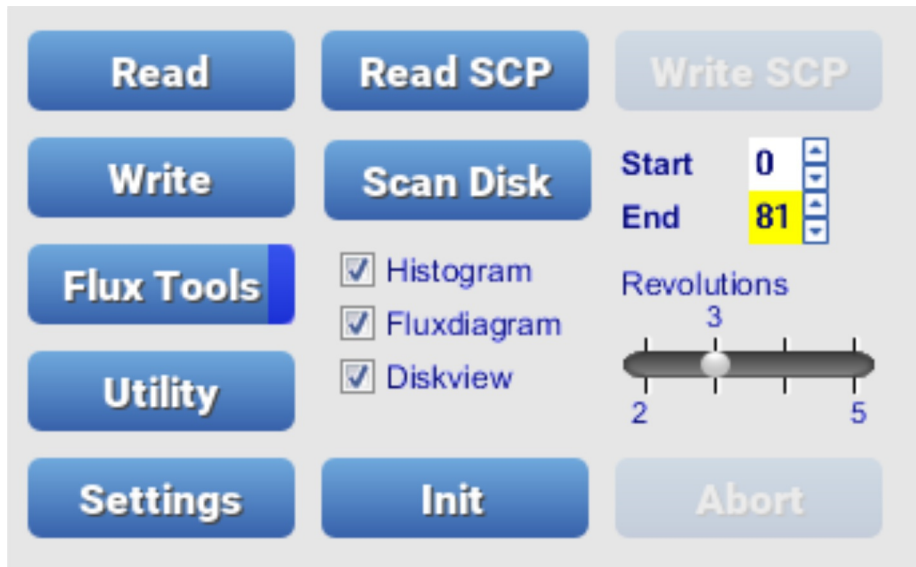 Read
Read SCP
Write SCP
Write
Scan Disk
Start 0
End 81
Flux Tools
Histogram
Fluxdiagram
Diskview
Revolutions
3
2 5
Utility
Settings
Init
Abort